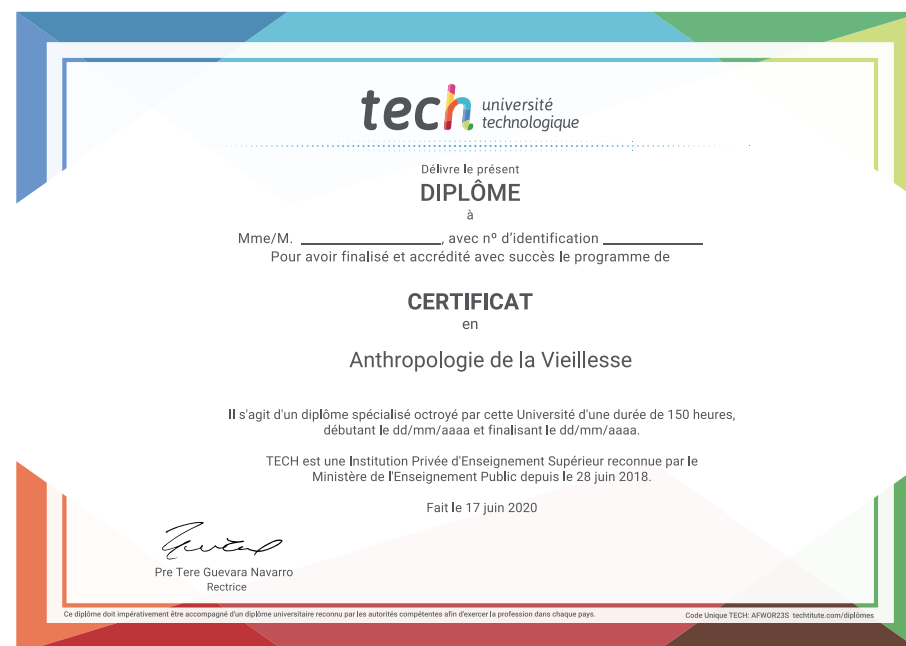 tech université
technologique
Délivre le présent
DIPLÔME
à
Mme/M. ____________________, avec nº d'identification ______________
Pour avoir finalisé et accrédité avec succès le programme de
CERTIFICAT
en
Anthropologie de la Vieillesse
Il s'agit d'un diplôme spécialisé octroyé par cette Université d'une durée de 150 heures,
débutant le dd/mm/aaaa et finalisant le dd/mm/aaaa.
TECH est une Institution Privée d'Enseignement Supérieur reconnue par le
Ministère de l'Enseignement Public depuis le 28 juin 2018.
Fait le 17 juin 2020
Pre Tere Guevara Navarro
Rectrice
Ce diplôme doit impérativement être accompagné d'un diplôme universitaire reconnu par les autorités compétentes afin d'exercer la profession dans chaque pays.
Code Unique TECH: AFWOR23S techtitute.com/diplômes